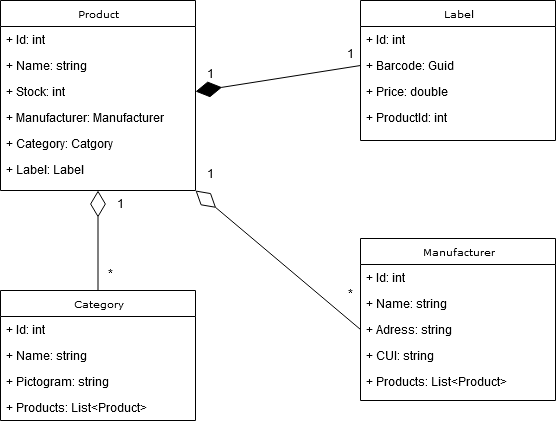 Product
+ Id: int
+ Name: string
+ Stock: int
+ Manufacturer: Manufacturer
+ Category: Catgory
+ Label: Label
1
1
Label
+ Id: int
+ Barcode: Guid
+ Price: double
+ ProductId: int
1
*
1
*
Category
+ Id: int
+ Name: string
+ Pictogram: string
+ Products: List<Product>
Manufacturer
+ Id: int
+ Name: string
+ Adress: string
+ CUI: string
+ Products: List<Product>